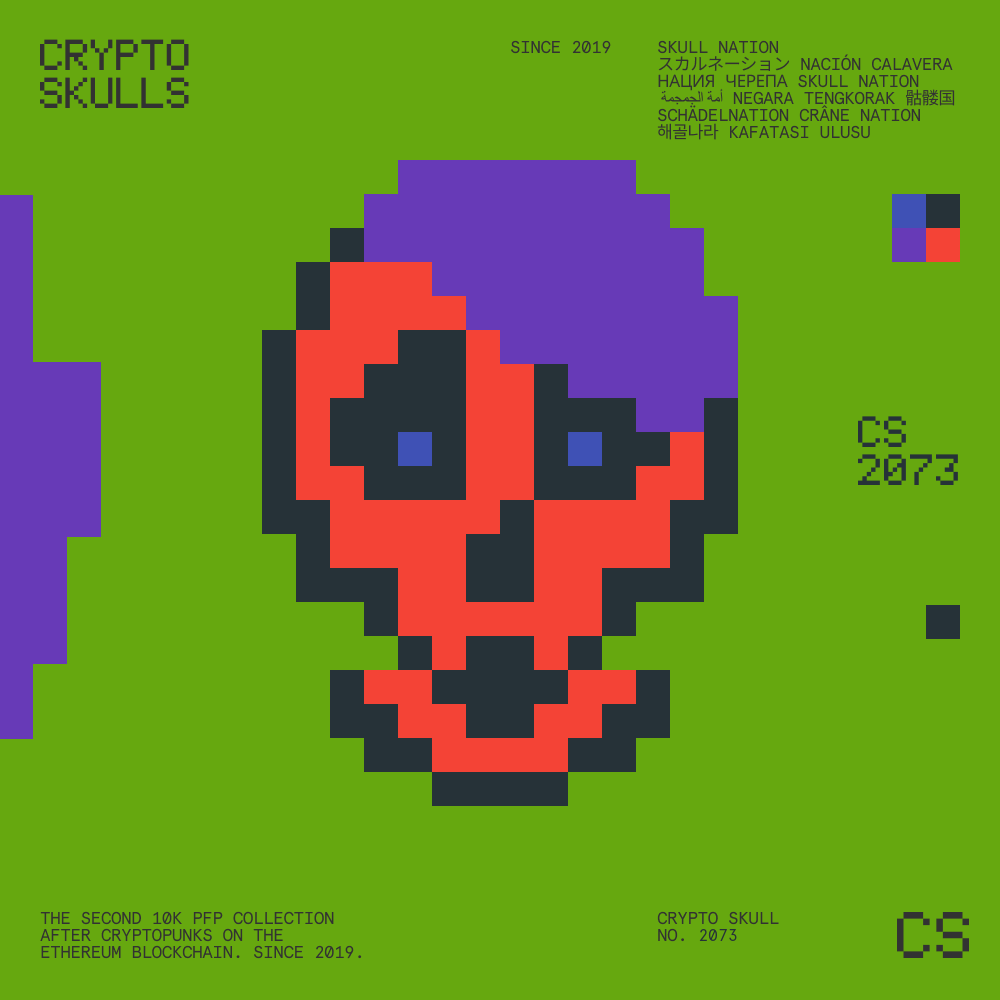 CRYPTO
SKULLS
SINCE 2019
SKULL NATION
スカルネーション NACIÓN CALAVERA
НАЦИЯ ЧЕРЕПА SKULL NATION
أمة الجمجمة NEGARA TENGKORAK 骷髅国
SCHÄDELNATION CRÂNE NATION
해골나라 KAFATASI ULUSU
CS
2073
THE SECOND 10K PFP COLLECTION
AFTER CRYPTOPUNKS ON THE
ETHEREUM BLOCKCHAIN. SINCE 2019.
CRYPTO SKULL
NO. 2073
CS